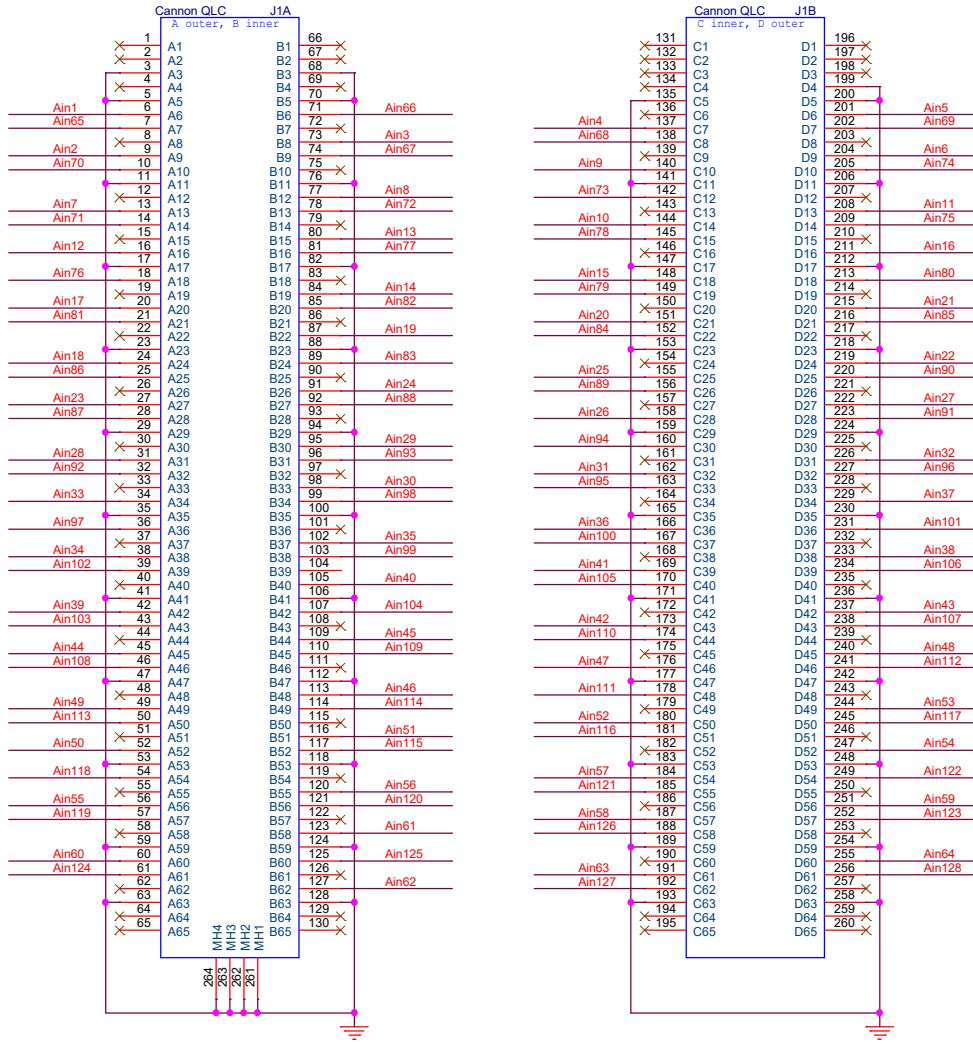 Cannon QLC J1A
A outer, B inner
1 A1 B1 66
2 A2 B2 67
3 A3 B3 68
4 A4 B4 69
5 A5 B5 70
Ain1 6 A6 B6 71 Ain66
Ain65 7 A7 B7 72
8 A8 B8 73 Ain3
Ain2 9 A9 B9 74 Ain67
Ain70 10 A10 B10 75
11 A11 B11 76
12 A12 B12 77 Ain8
Ain7 13 A13 B13 78 Ain72
Ain71 14 A14 B14 79
15 A15 B15 80 Ain13
Ain12 16 A16 B16 81 Ain77
17 A17 B17 82
Ain76 18 A18 B18 83
19 A19 B19 84 Ain14
Ain17 20 A20 B20 85 Ain82
Ain81 21 A21 B21 86
22 A22 B22 87 Ain19
23 A23 B23 88
Ain18 24 A24 B24 89 Ain83
Ain86 25 A25 B25 90
26 A26 B26 91 Ain24
Ain23 27 A27 B27 92 Ain88
Ain87 28 A28 B28 93
29 A29 B29 94
30 A30 B30 95 Ain29
Ain28 31 A31 B31 96 Ain93
Ain92 32 A32 B32 97
33 A33 B33 98 Ain30
Ain33 34 A34 B34 99 Ain98
35 A35 B35 100
Ain97 36 A36 B36 101
37 A37 B37 102 Ain35
Ain34 38 A38 B38 103 Ain99
Ain102 39 A39 B39 104
40 A40 B40 105 Ain40
41 A41 B41 106
Ain39 42 A42 B42 107 Ain104
Ain103 43 A43 B43 108
44 A44 B44 109 Ain45
Ain44 45 A45 B45 110 Ain109
Ain108 46 A46 B46 111
47 A47 B47 112
48 A48 B48 113 Ain46
Ain49 49 A49 B49 114 Ain114
Ain113 50 A50 B50 115
51 A51 B51 116 Ain51
Ain50 52 A52 B52 117 Ain115
53 A53 B53 118
Ain118 54 A54 B54 119
55 A55 B55 120 Ain56
Ain55 56 A56 B56 121 Ain120
Ain119 57 A57 B57 122
58 A58 B58 123 Ain61
59 A59 B59 124
Ain60 60 A60 B60 125 Ain125
Ain124 61 A61 B61 126
62 A62 B62 127 Ain62
63 A63 B63 128
64 A64 B64 129
65 A65 B65 130
MH4 MH3 MH2 MH1
264 263 262 261
Cannon QLC J1B
C inner, D outer
131 C1 D1 196
132 C2 D2 197
133 C3 D3 198
134 C4 D4 199
135 C5 D5 200
136 C6 D6 201 Ain5
Ain4 137 C7 D7 202 Ain69
Ain68 138 C8 D8 203
139 C9 D9 204 Ain6
Ain9 140 C10 D10 205 Ain74
141 C11 D11 206
Ain73 142 C12 D12 207
143 C13 D13 208 Ain11
Ain10 144 C14 D14 209 Ain75
Ain78 145 C15 D15 210
146 C16 D16 211 Ain16
147 C17 D17 212
Ain15 148 C18 D18 213 Ain80
Ain79 149 C19 D19 214
150 C20 D20 215 Ain21
Ain20 151 C21 D21 216 Ain85
Ain84 152 C22 D22 217
153 C23 D23 218
154 C24 D24 219 Ain22
Ain25 155 C25 D25 220 Ain90
Ain89 156 C26 D26 221
157 C27 D27 222 Ain27
Ain26 158 C28 D28 223 Ain91
159 C29 D29 224
Ain94 160 C30 D30 225
161 C31 D31 226 Ain32
Ain31 162 C32 D32 227 Ain96
Ain95 163 C33 D33 228
164 C34 D34 229 Ain37
165 C35 D35 230
Ain36 166 C36 D36 231 Ain101
Ain100 167 C37 D37 232
168 C38 D38 233 Ain38
Ain41 169 C39 D39 234 Ain106
Ain105 170 C40 D40 235
171 C41 D41 236
172 C42 D42 237 Ain43
Ain42 173 C43 D43 238 Ain107
Ain110 174 C44 D44 239
175 C45 D45 240 Ain48
Ain47 176 C46 D46 241 Ain112
177 C47 D47 242
Ain111 178 C48 D48 243
179 C49 D49 244 Ain53
Ain52 180 C50 D50 245 Ain117
Ain116 181 C51 D51 246
182 C52 D52 247 Ain54
183 C53 D53 248
Ain57 184 C54 D54 249 Ain122
Ain121 185 C55 D55 250
186 C56 D56 251 Ain59
Ain58 187 C57 D57 252 Ain123
Ain126 188 C58 D58 253
189 C59 D59 254
190 C60 D60 255 Ain64
Ain63 191 C61 D61 256 Ain128
Ain127 192 C62 D62 257
193 C63 D63 258
194 C64 D64 259
195 C65 D65 260